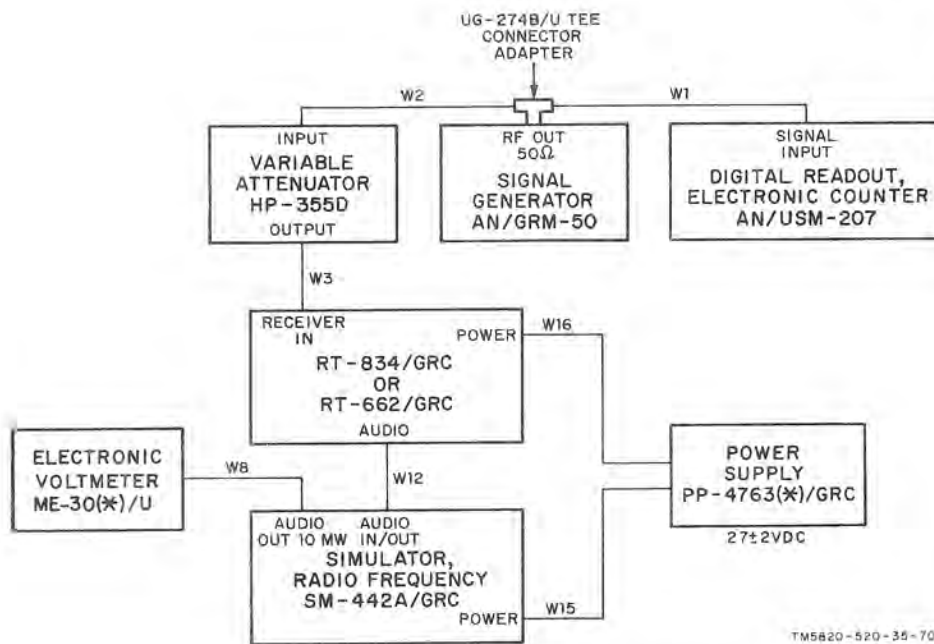 UG-274B/U TEE
CONNECTOR
ADAPTER
W2
W1
INPUT
VARIABLE
ATTENUATOR
HP-355D
OUTPUT
RF OUT
50Ω
SIGNAL
GENERATOR
AN/GRM-50
SIGNAL
INPUT
DIGITAL READOUT,
ELECTRONIC COUNTER
AN/USM-207
W3
RECEIVER
IN
POWER
RT-834/GRC
OR
RT-662/GRC
AUDIO
W16
ELECTRONIC
VOLTMETER
ME-30(*)/U
W8
W12
POWER
SUPPLY
PP-4763(*)/GRC
27±2VDC
AUDIO
OUT 10 MW
AUDIO
IN/OUT
SIMULATOR,
RADIO FREQUENCY
SM-442A/GRC
POWER
W15
TM5820-520-35-70